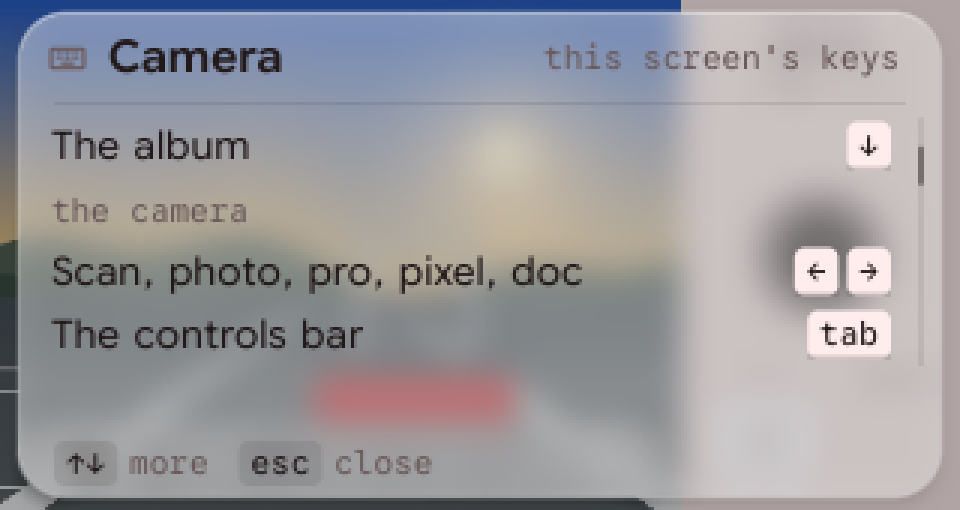 Camera this screen's keys
The album ↓
the camera
Scan, photo, pro, pixel, doc ← →
The controls bar tab
↑↓ more esc close